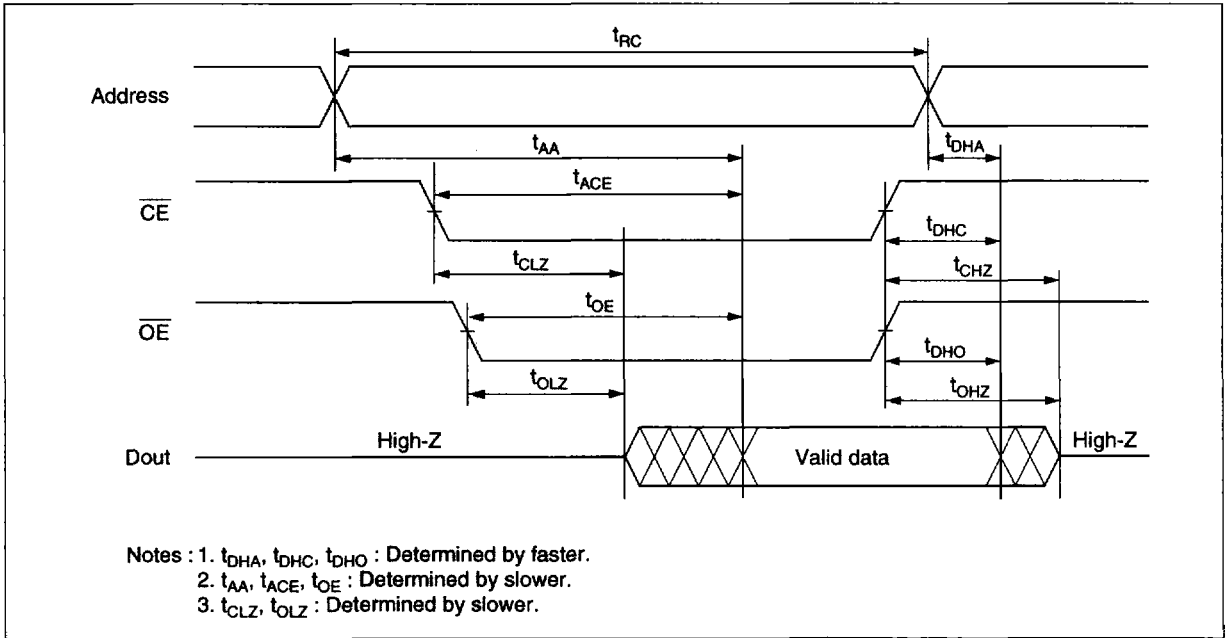 tRC
Address
tAA
tDHA
tACE
CE
tDHC
tCLZ
tCHZ
tOE
OE
tDHO
tOLZ
tOHZ
High-Z
High-Z
Dout
Valid data
Notes : 1. tDHA, tDHC, tDHO : Determined by faster.
2. tAA, tACE, tOE : Determined by slower.
3. tCLZ, tOLZ : Determined by slower.